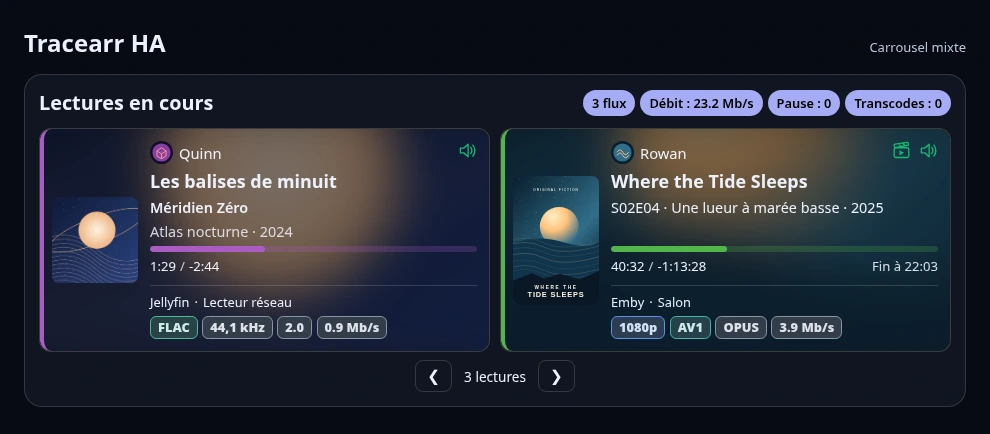 Tracearr HA
Carrousel mixte
Lectures en cours
3 flux
Débit : 23.2 Mb/s
Pause : 0
Transcodes : 0
Quinn
Les balises de minuit
Méridien Zéro
Atlas nocturne · 2024
1:29 / -2:44
Jellyfin · Lecteur réseau
FLAC
44,1 kHz
2.0
0.9 Mb/s
ORIGINAL FICTION
WHERE THE
TIDE SLEEPS
Rowan
Where the Tide Sleeps
S02E04 · Une lueur à marée basse · 2025
40:32 / -1:13:28
Fin à 22:03
Emby · Salon
1080p
AV1
OPUS
3.9 Mb/s
❮
3 lectures
❯